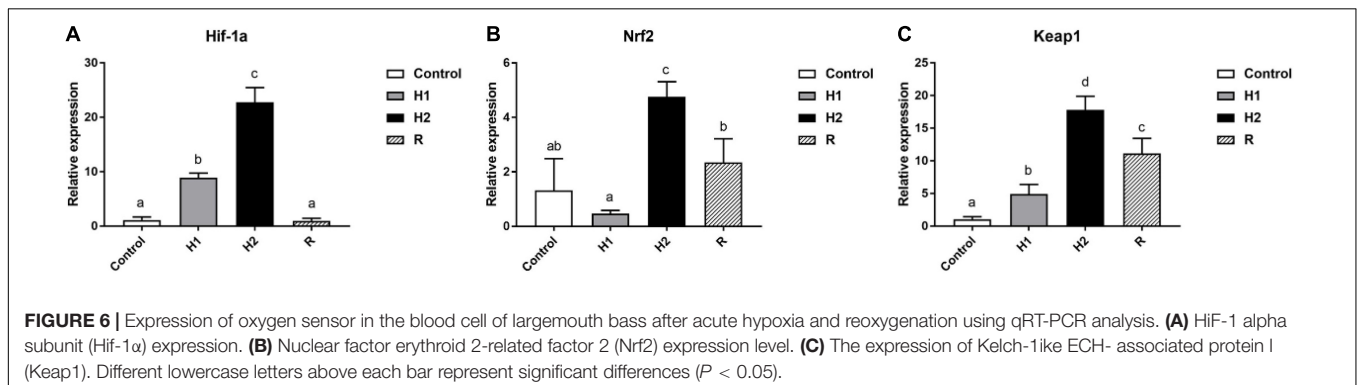 A
Hif-1a
Relative expression
30
20
10
0
a
b
c
a
Control
H1
H2
R
Control
H1
H2
R
B
Nrf2
Relative expression
6
4
2
0
ab
a
c
b
Control
H1
H2
R
Control
H1
H2
R
C
Keap1
Relative expression
25
20
15
10
5
0
a
b
d
c
Control
H1
H2
R
Control
H1
H2
R
FIGURE 6 | Expression of oxygen sensor in the blood cell of largemouth bass after acute hypoxia and reoxygenation using qRT-PCR analysis. (A) HiF-1 alpha
subunit (Hif-1α) expression. (B) Nuclear factor erythroid 2-related factor 2 (Nrf2) expression level. (C) The expression of Kelch-1ike ECH- associated protein l
(Keap1). Different lowercase letters above each bar represent significant differences (P < 0.05).